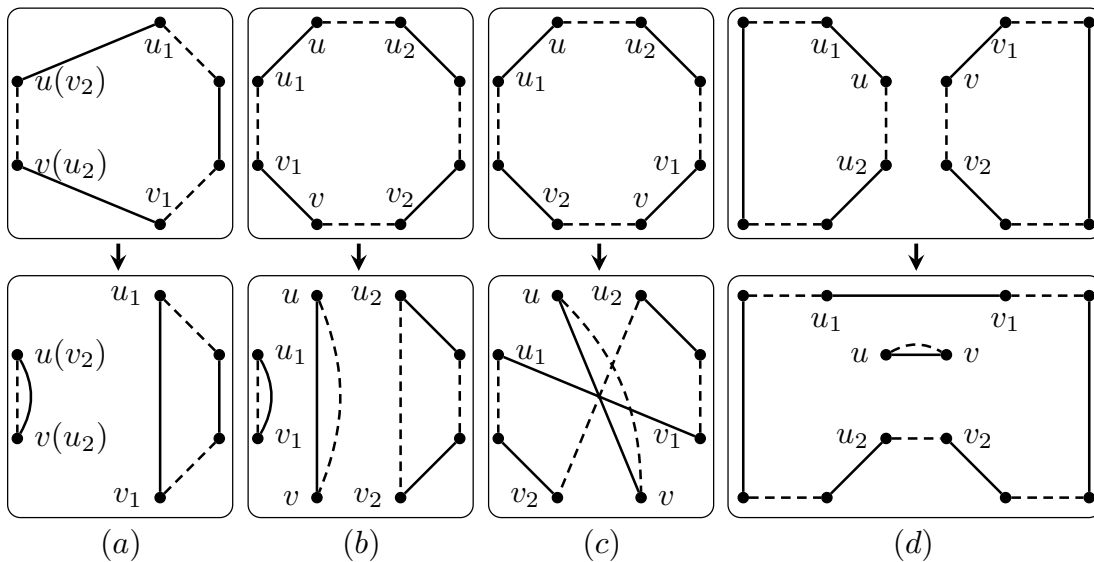 u₁ u u₂ u u₂ u₁ v₁
u(v₂) u₁ u₁ u v
v(u₂) v₁ v₁ v₁ u₂ v₂
v v₂ v₂ v
u₁ u u₂ u u₂ u₁ v₁
u(v₂) u₁ u₁ u v
v(u₂) v₁ v₁ u₂ v₂
v₁ v v₂ v₂ v
(a) (b) (c) (d)